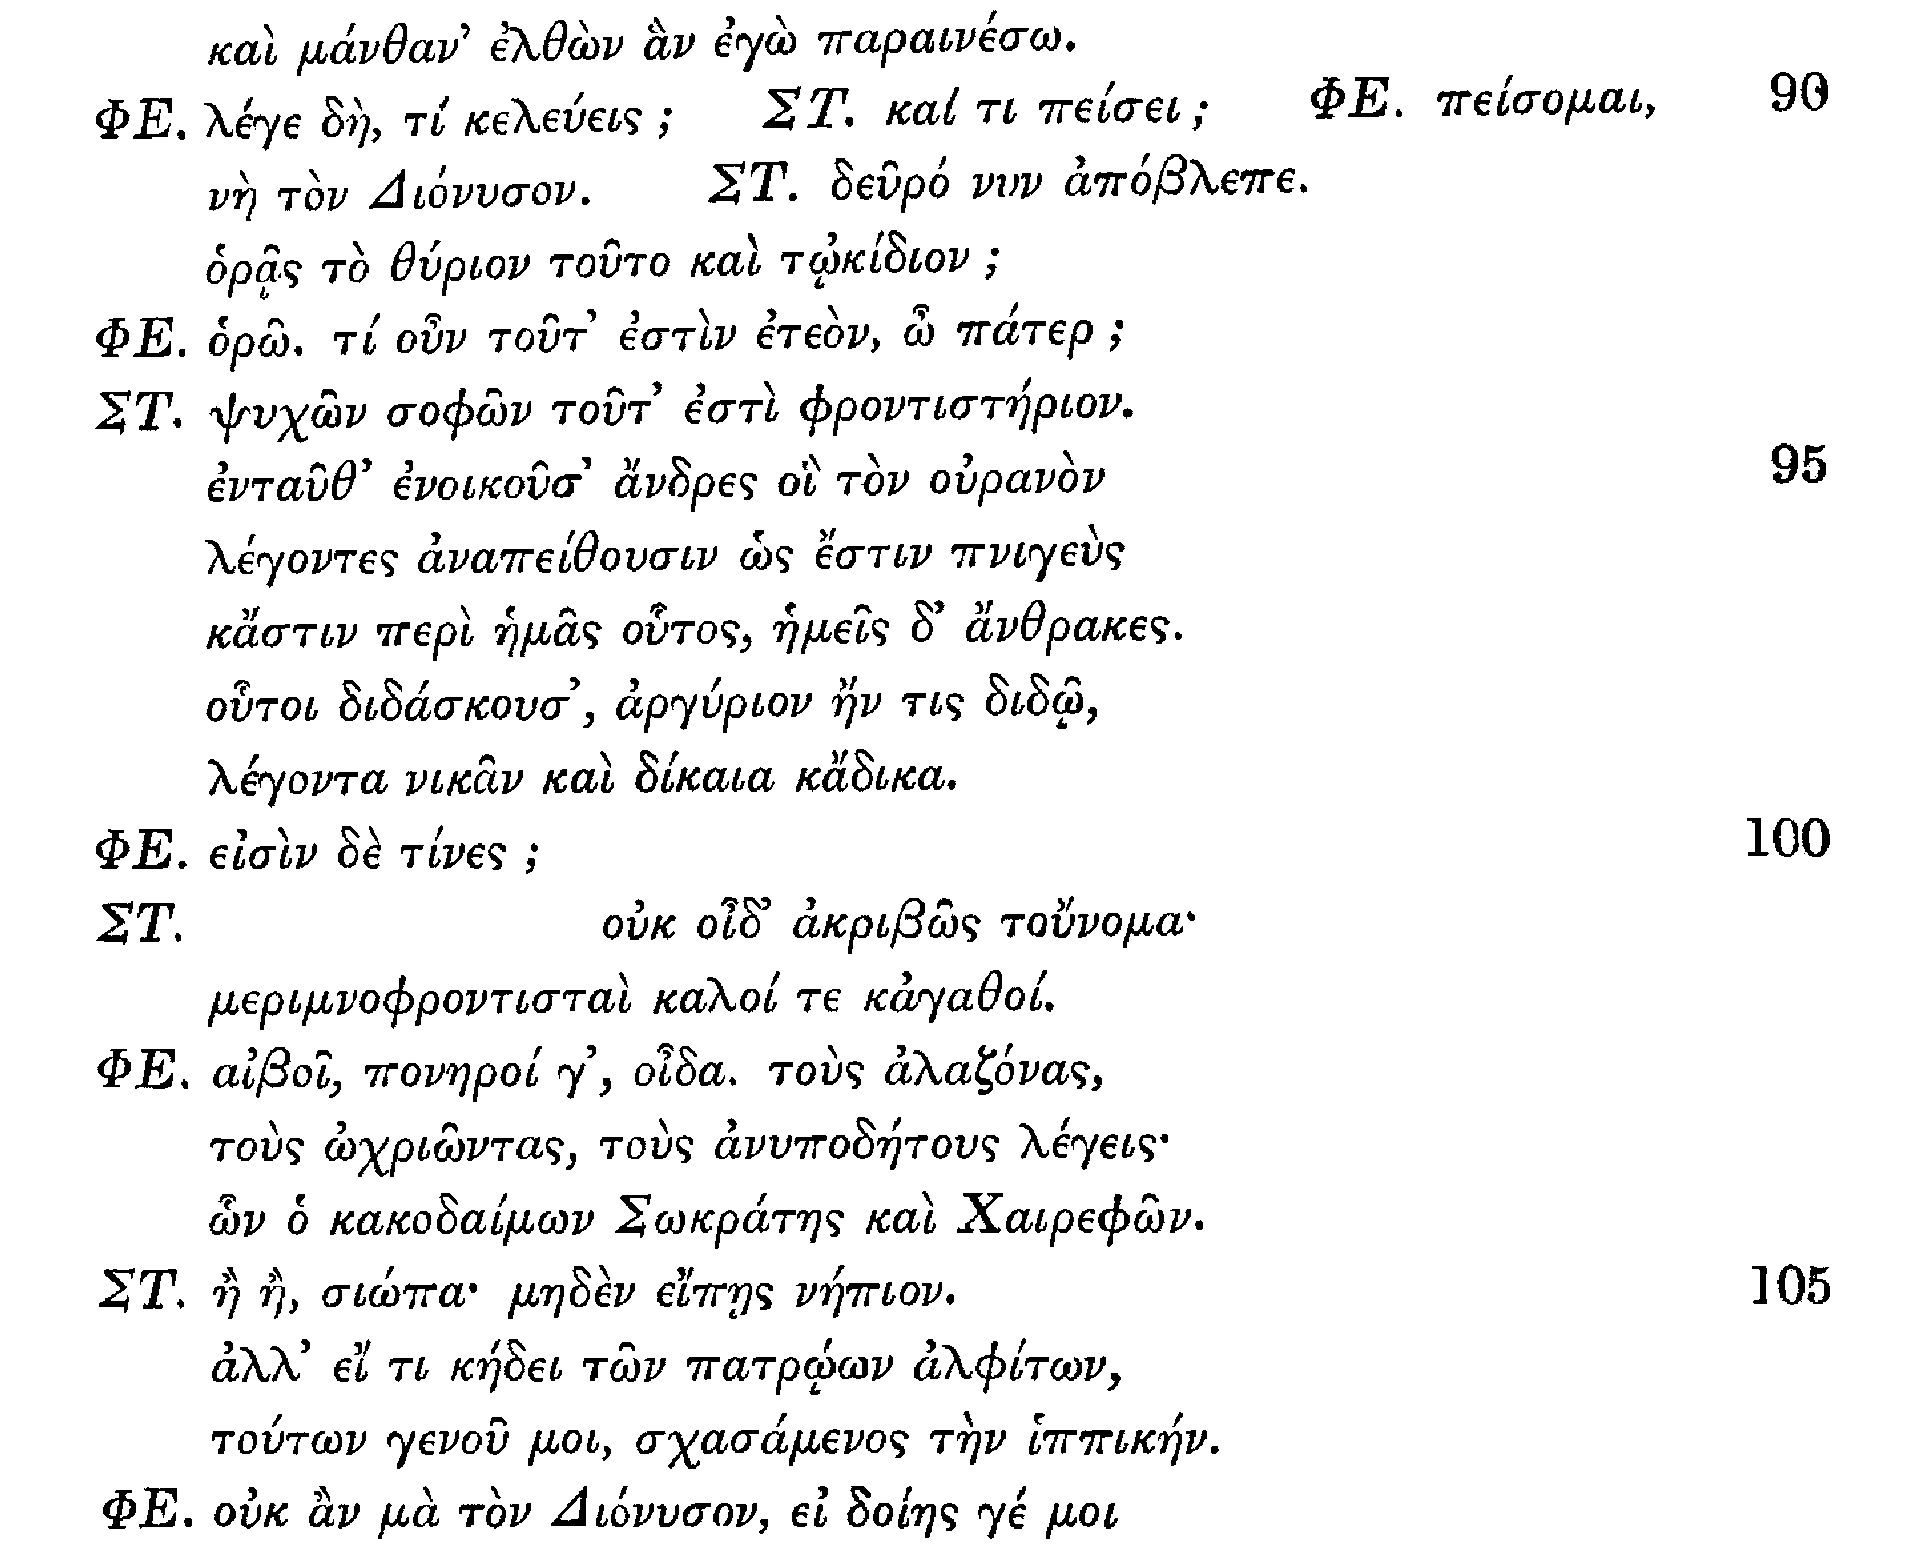 καὶ μάνθαν’ ἐλθὼν ἃν ἐγὼ παραινέσω.
ΦΕ. λέγε δὴ, τί κελεύεις ; ΣΤ. καί τι πείσει ; ΦΕ. πείσομαι, 90
νὴ τὸν Διόνυσον. ΣΤ. δεῦρό νυν ἀπόβλεπε.
ὁρᾷς τὸ θύριον τοῦτο καὶ τᾠκίδιον ;
ΦΕ. ὁρῶ. τί οὖν τοῦτ’ ἐστὶν ἐτεὸν, ὦ πάτερ ;
ΣΤ. ψυχῶν σοφῶν τοῦτ’ ἐστὶ φροντιστήριον.
ἐνταῦθ’ ἐνοικοῦσ’ ἄνδρες οἳ τὸν οὐρανὸν 95
λέγοντες ἀναπείθουσιν ὡς ἔστιν πνιγεὺς
κἄστιν περὶ ἡμᾶς οὗτος, ἡμεῖς δ’ ἄνθρακες.
οὗτοι διδάσκουσ’, ἀργύριον ἤν τις διδῷ,
λέγοντα νικᾶν καὶ δίκαια κἄδικα.
ΦΕ. εἰσὶν δὲ τίνες ; 100
ΣΤ. οὐκ οἶδ’ ἀκριβῶς τοὔνομα·
μεριμνοφροντισταὶ καλοί τε κἀγαθοί.
ΦΕ. αἰβοῖ, πονηροί γ’, οἶδα. τοὺς ἀλαζόνας,
τοὺς ὠχριῶντας, τοὺς ἀνυποδήτους λέγεις·
ὧν ὁ κακοδαίμων Σωκράτης καὶ Χαιρεφῶν.
ΣΤ. ἢ ἢ, σιώπα· μηδὲν εἴπῃς νήπιον. 105
ἀλλ’ εἴ τι κήδει τῶν πατρῴων ἀλφίτων,
τούτων γενοῦ μοι, σχασάμενος τὴν ἱππικήν.
ΦΕ. οὐκ ἂν μὰ τὸν Διόνυσον, εἰ δοίης γέ μοι